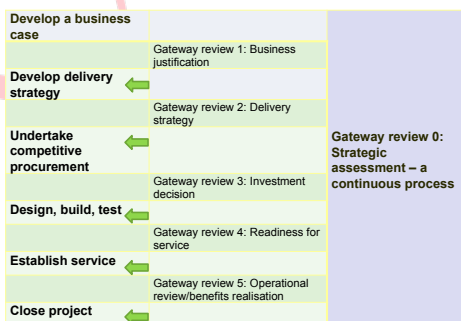 Develop a business
case
Gateway review 1: Business
justification
Develop delivery
strategy
Gateway review 2: Delivery
strategy
Undertake
competitive
procurement
Gateway review 3: Investment
decision
Design, build, test
Gateway review 4: Readiness for
service
Establish service
Gateway review 5: Operational
review/benefits realisation
Close project
Gateway review 0:
Strategic
assessment – a
continuous process